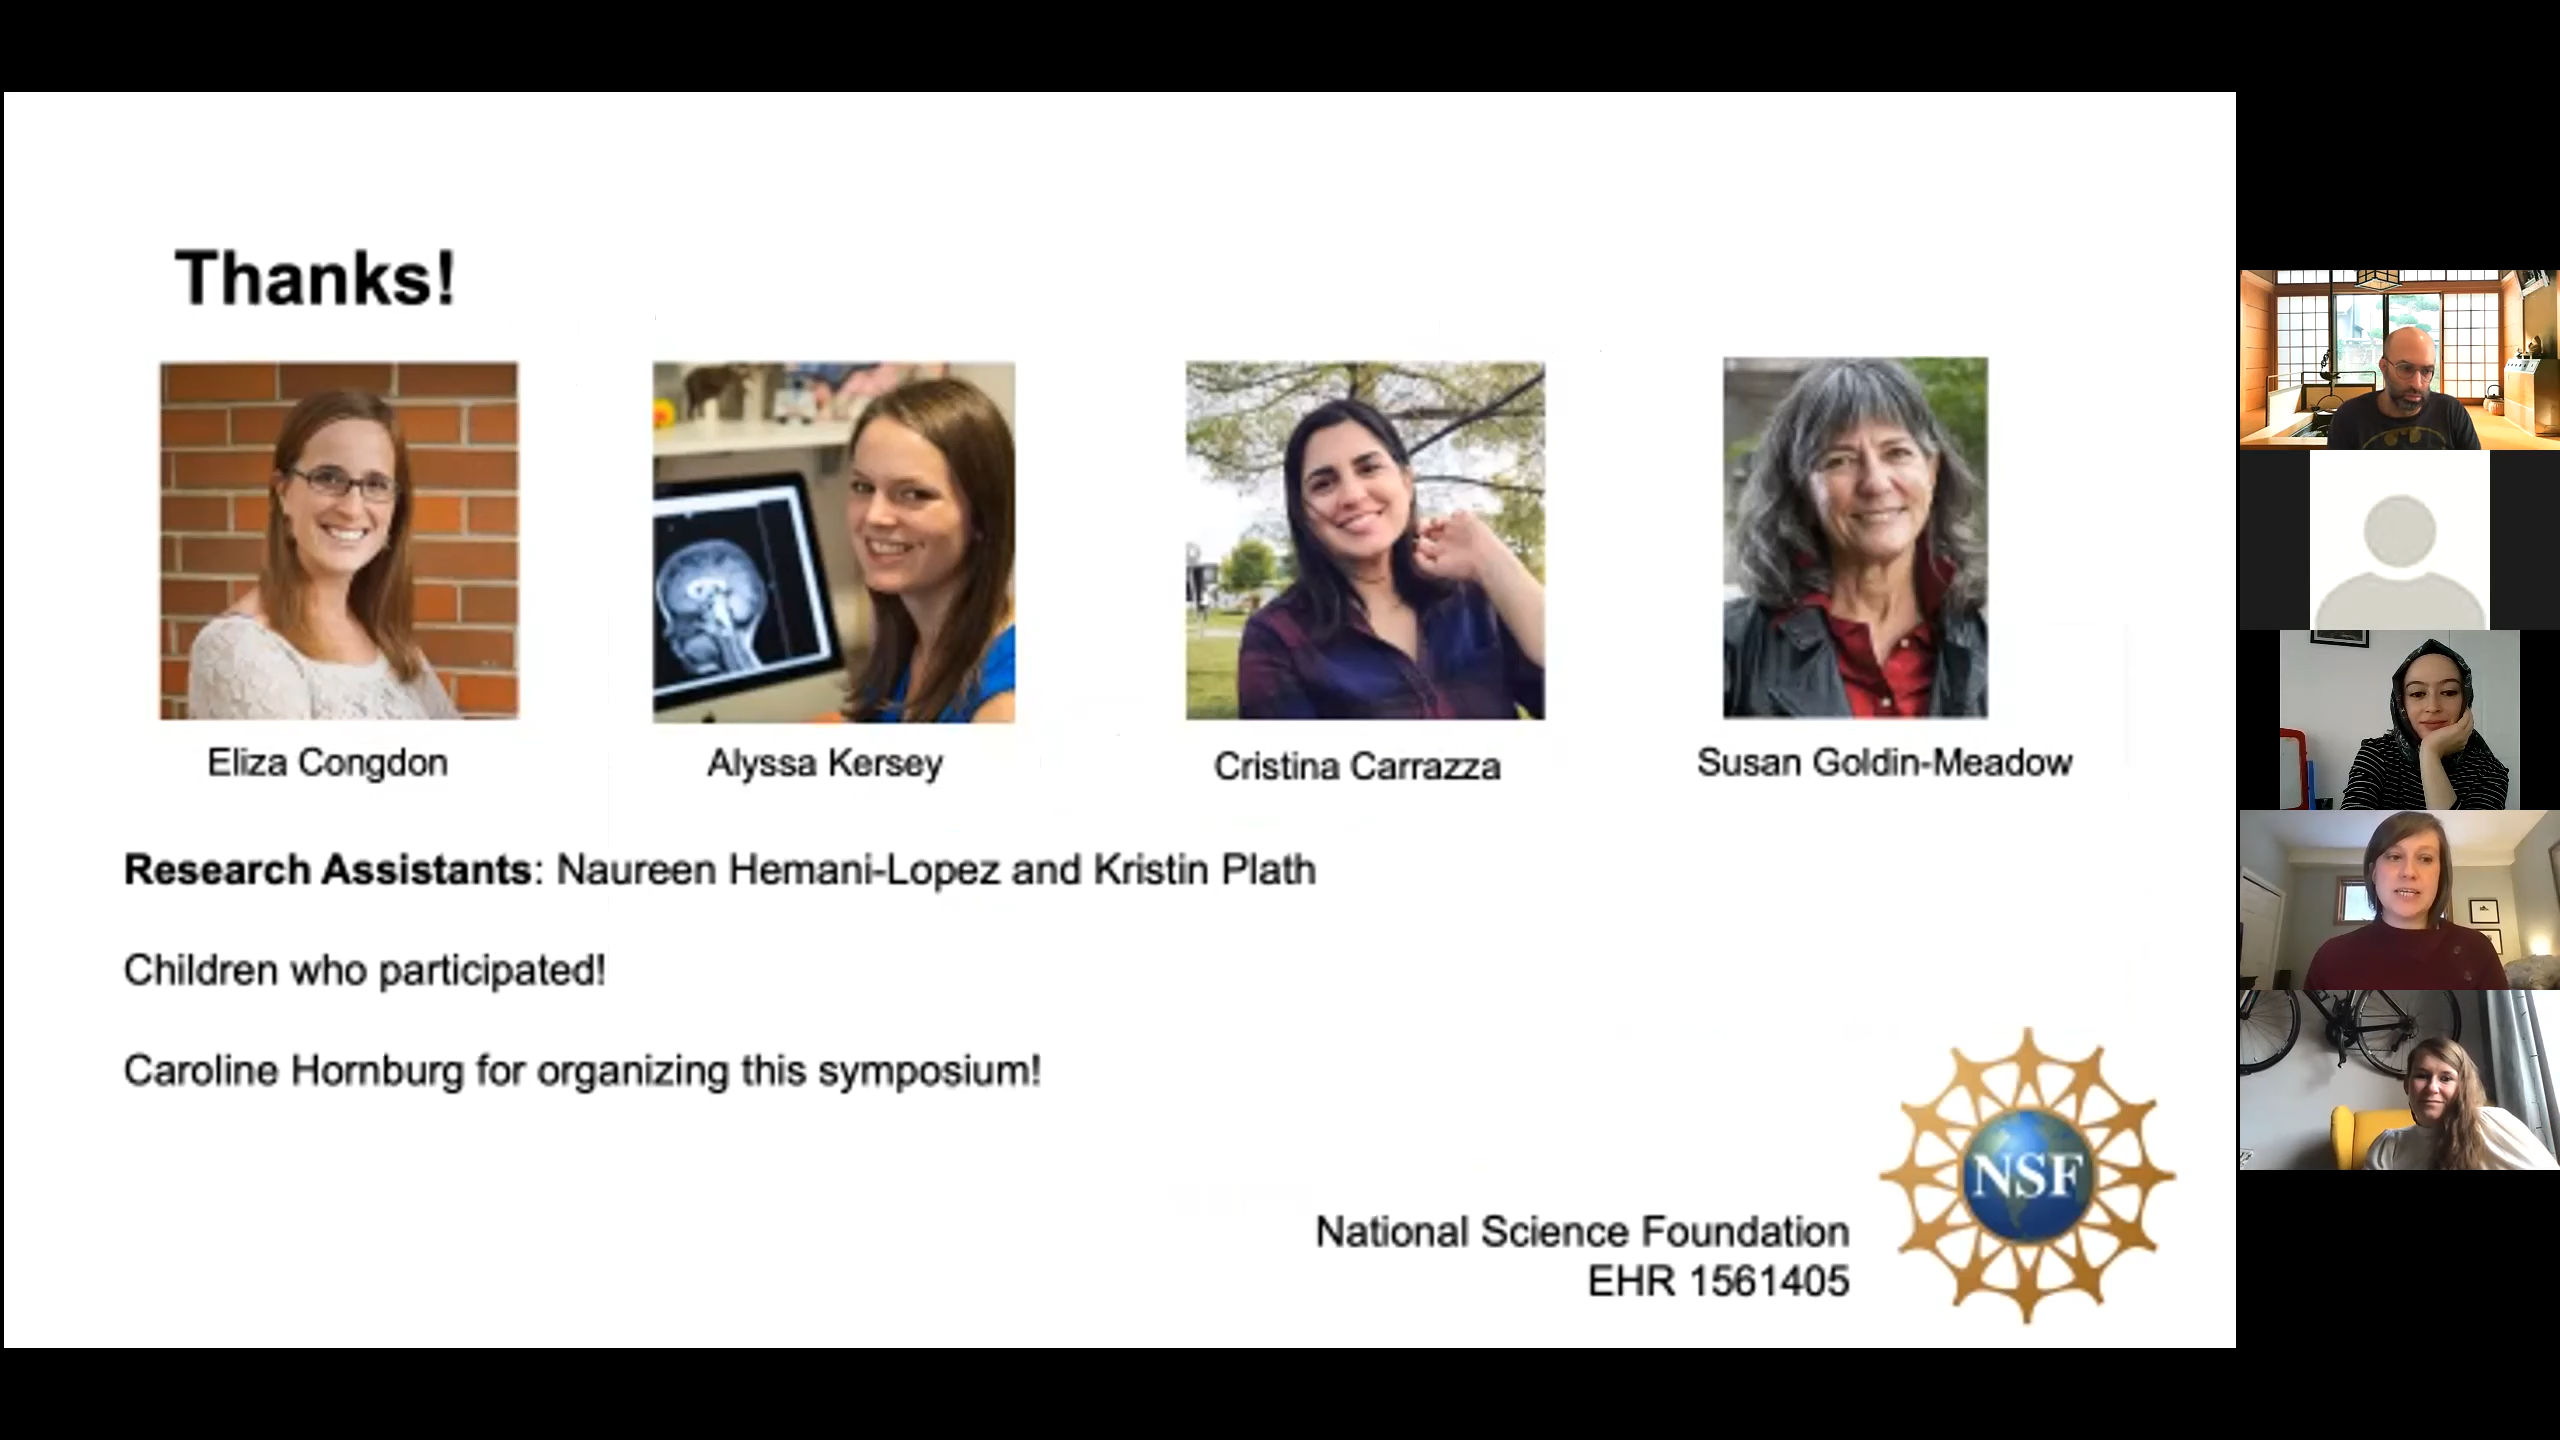 Thanks!
Eliza Congdon
Alyssa Kersey
Cristina Carrazza
Susan Goldin-Meadow
Research Assistants: Naureen Hemani-Lopez and Kristin Plath
Children who participated!
Caroline Hornburg for organizing this symposium!
National Science Foundation
EHR 1561405
NSF